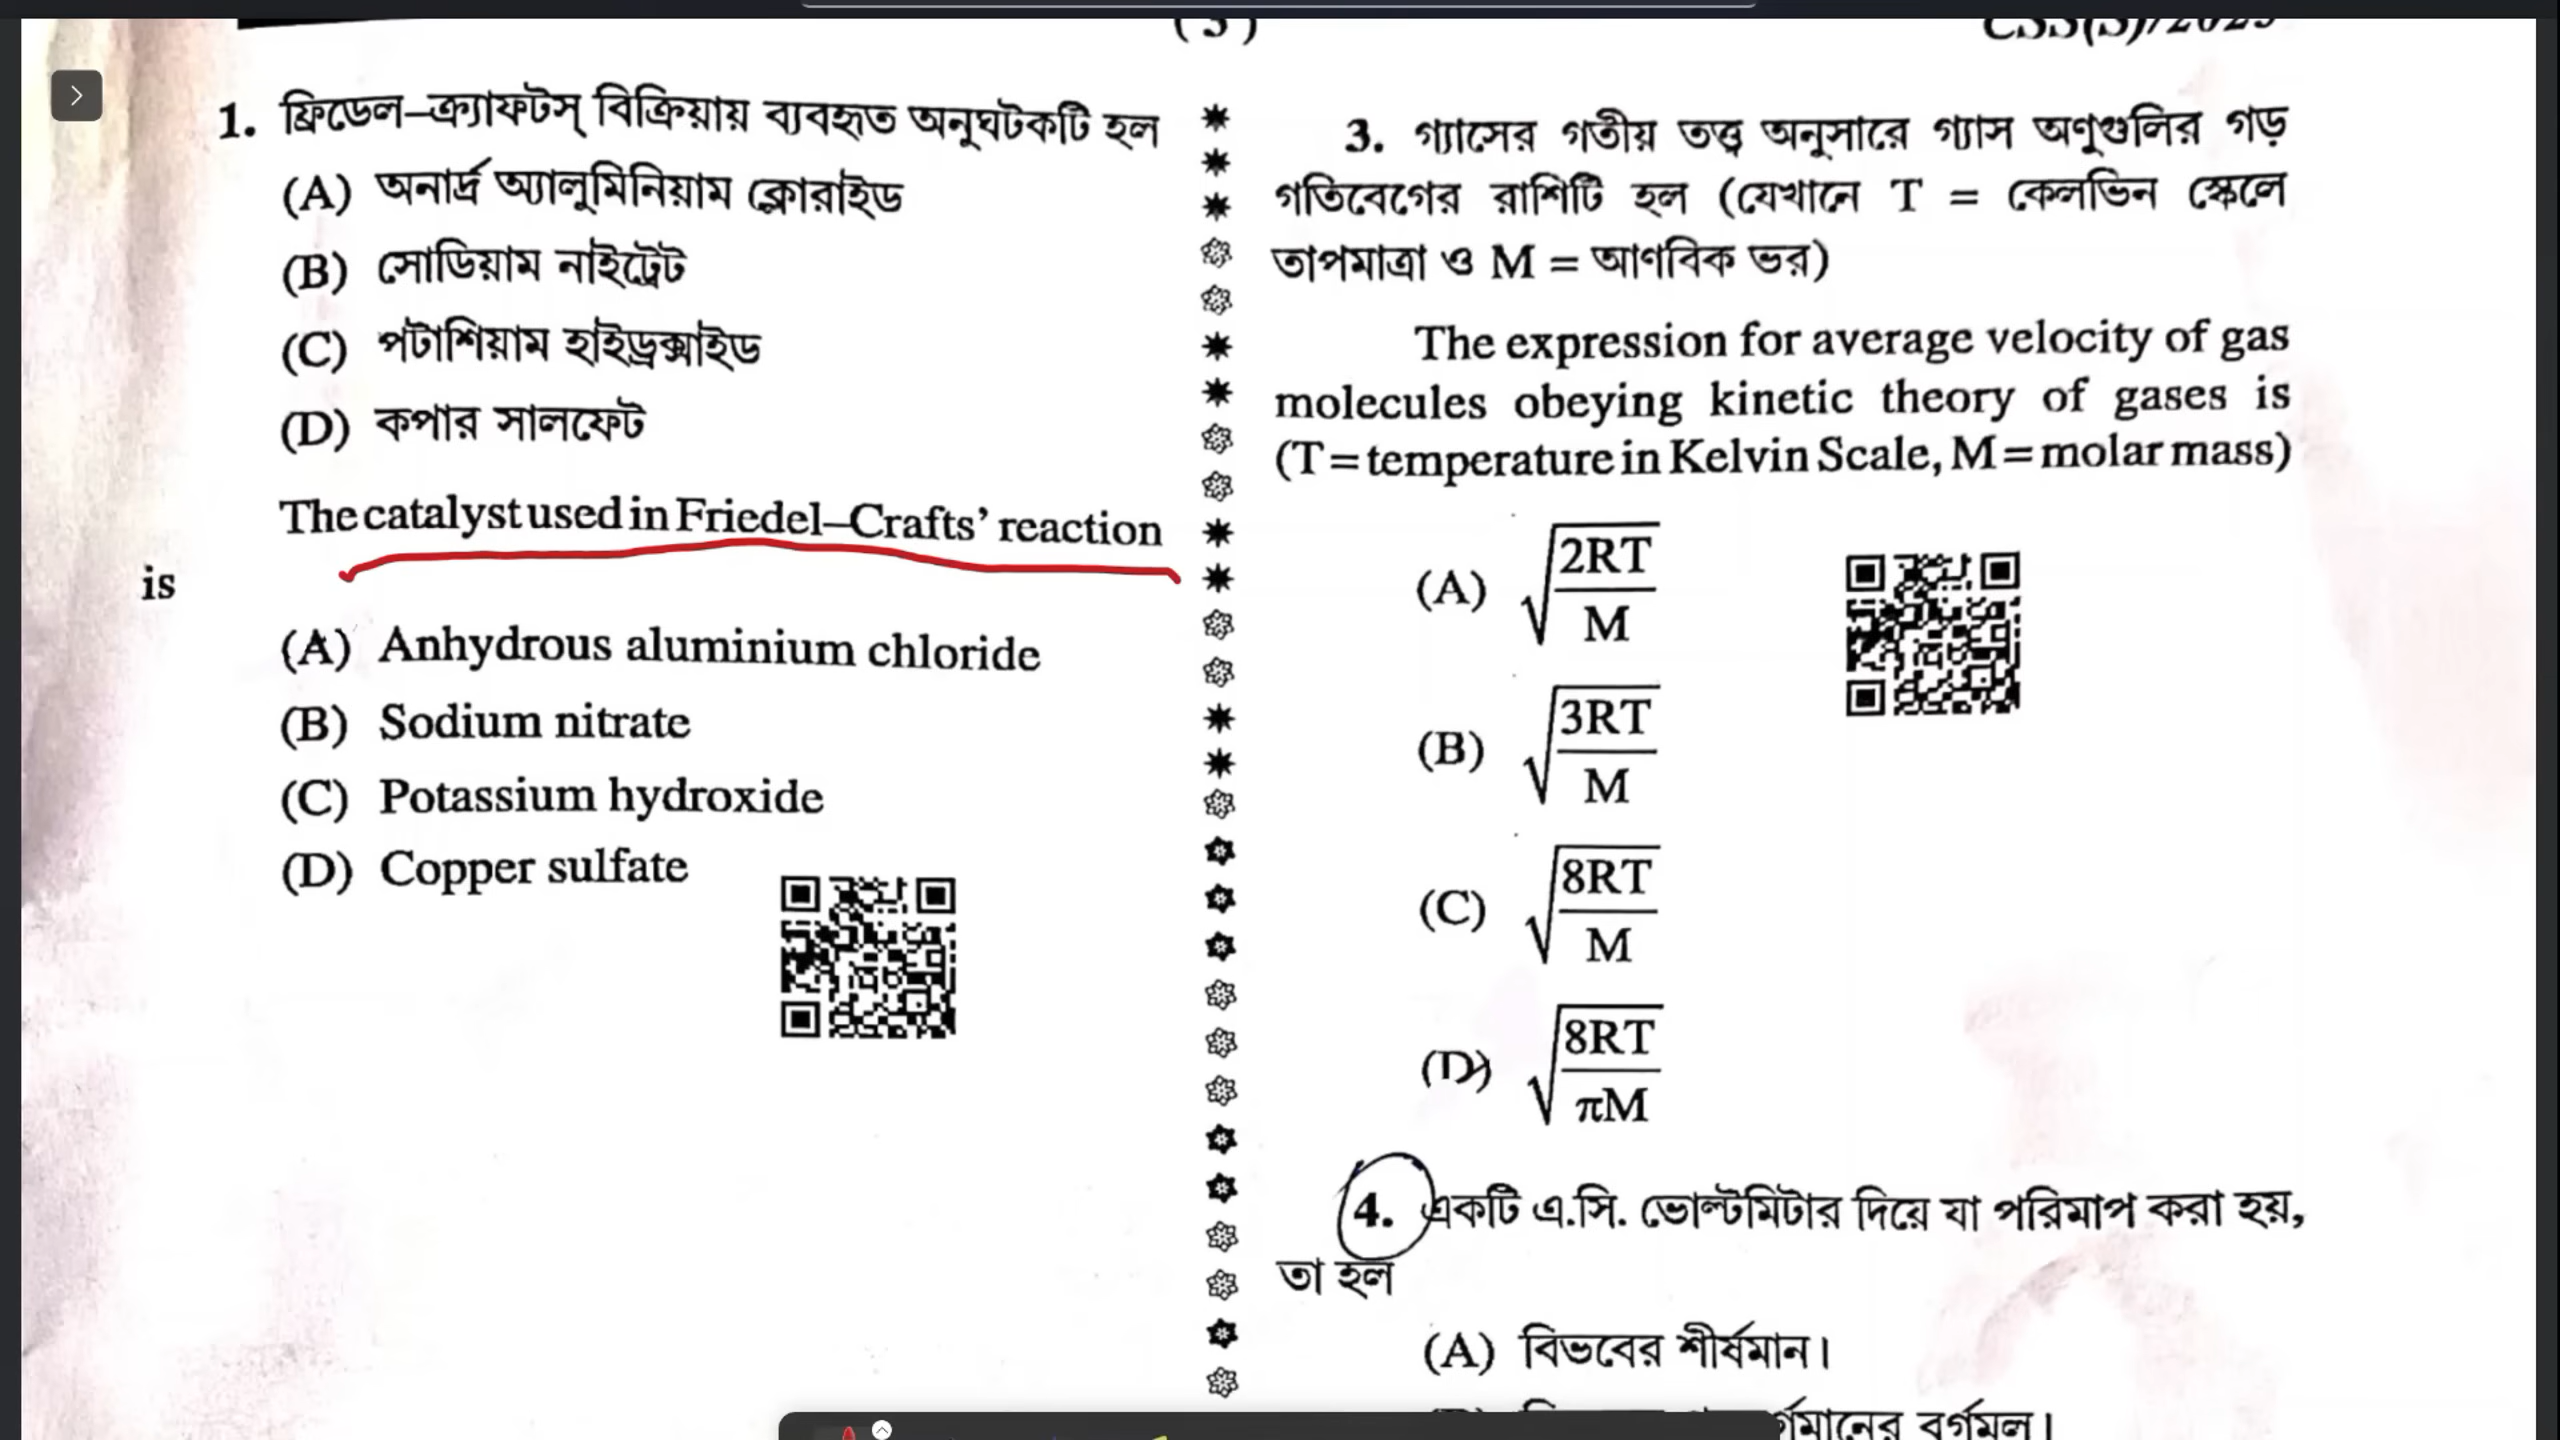 1. ফ্রিডেল–ক্র্যাফটস্ বিক্রিয়ায় ব্যবহৃত অনুঘটকটি হল
(A) অনার্দ্র অ্যালুমিনিয়াম ক্লোরাইড
(B) সোডিয়াম নাইট্রেট
(C) পটাশিয়াম হাইড্রক্সাইড
(D) কপার সালফেট
The catalyst used in Friedel–Crafts' reaction
is
(A) Anhydrous aluminium chloride
(B) Sodium nitrate
(C) Potassium hydroxide
(D) Copper sulfate
3. গ্যাসের গতীয় তত্ত্ব অনুসারে গ্যাস অণুগুলির গড়
গতিবেগের রাশিটি হল (যেখানে T = কেলভিন স্কেলে
তাপমাত্রা ও M = আণবিক ভর)
The expression for average velocity of gas
molecules obeying kinetic theory of gases is
(T = temperature in Kelvin Scale, M = molar mass)
(A) √(2RT/M)
(B) √(3RT/M)
(C) √(8RT/M)
(D) √(8RT/πM)
4. একটি এ.সি. ভোল্টমিটার দিয়ে যা পরিমাপ করা হয়,
তা হল
(A) বিভবের শীর্ষমান।